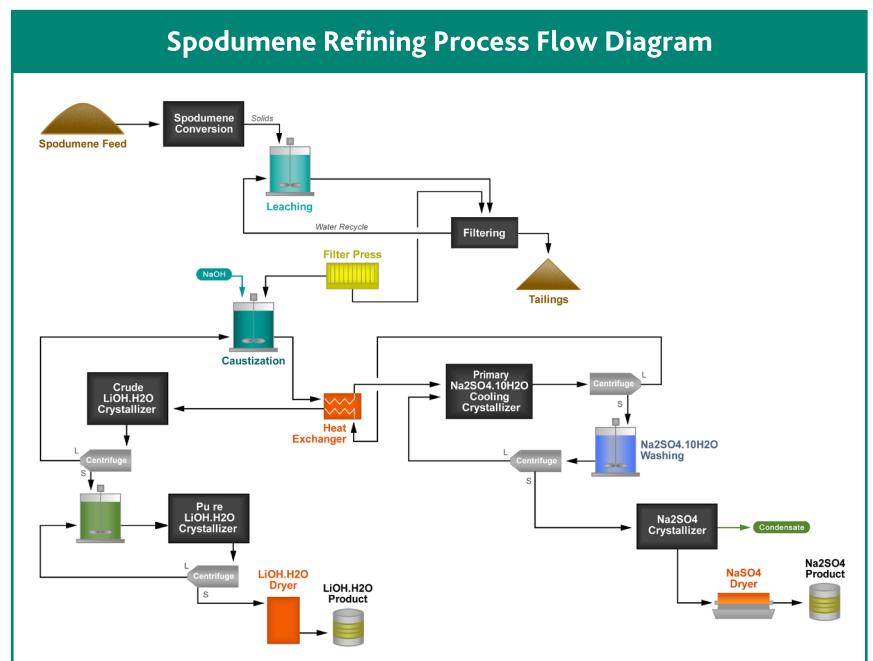 Spodumene Refining Process Flow Diagram
Spodumene Feed
Spodumene
Conversion
Solids
Leaching
Water Recycle
Filtering
Tailings
Filter Press
NaOH
Caustization
Crude
LiOH.H2O
Crystallizer
Heat
Exchanger
Primary
Na2SO4.10H2O
Cooling
Crystallizer
Centrifuge
L
S
Na2SO4.10H2O
Washing
L
Centrifuge
S
L
Centrifuge
S
Pu re
LiOH.H2O
Crystallizer
L
Centrifuge
S
LiOH.H2O
Dryer
LiOH.H2O
Product
Na2SO4
Crystallizer
Condensate
NaSO4
Dryer
Na2SO4
Product